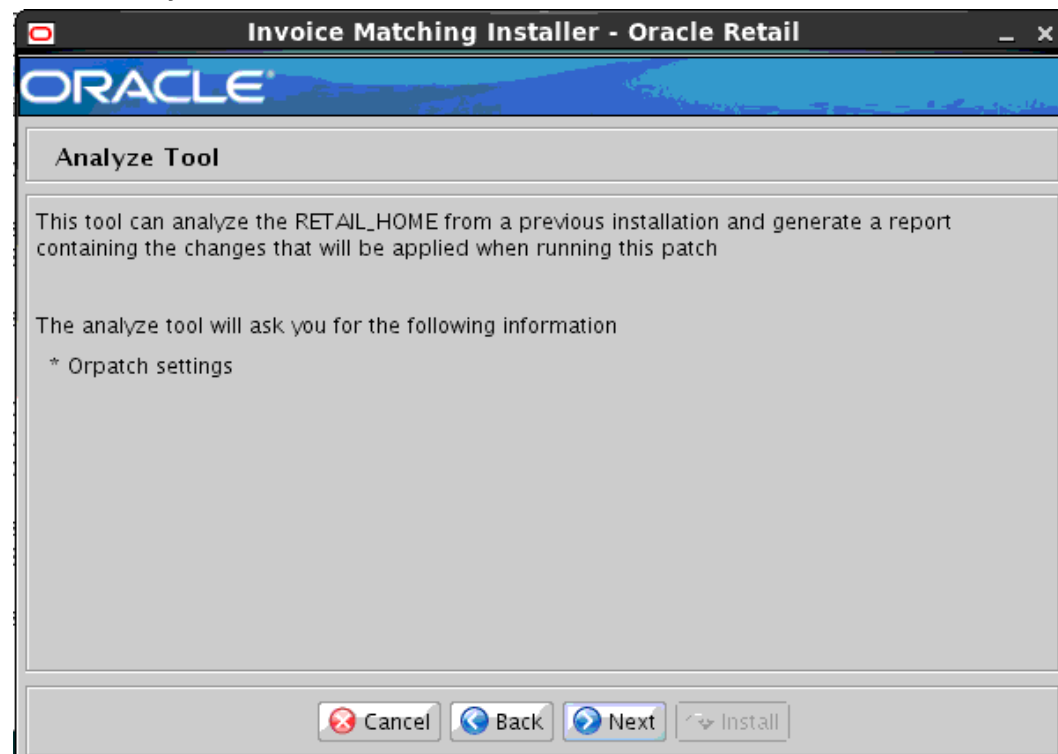 Invoice Matching Installer - Oracle Retail
ORACLE
Analyze Tool
This tool can analyze the RETAIL_HOME from a previous installation and generate a report
containing the changes that will be applied when running this patch
The analyze tool will ask you for the following information
* Orpatch settings
Cancel Back Next Install